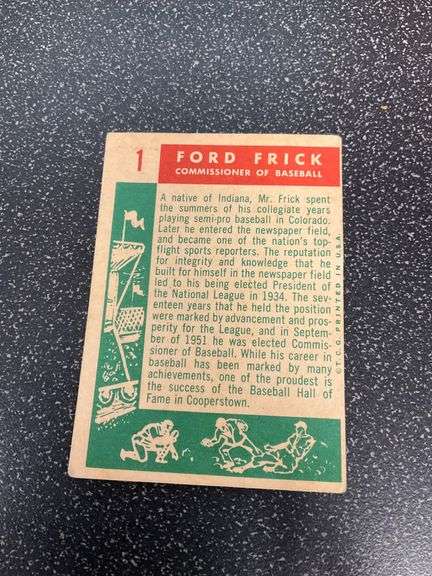 1
FORD FRICK
COMMISSIONER OF BASEBALL
A native of Indiana, Mr. Frick spent
the summers of his collegiate years
playing semi-pro baseball in Colorado.
Later he entered the newspaper field,
and became one of the nation's top-
flight sports reporters. The reputation
for integrity and knowledge that he
built for himself in the newspaper field
led to his being elected President of
the National League in 1934. The sev-
enteen years that he held the position
were marked by advancement and pros-
perity for the League, and in Septem-
ber of 1951 he was elected Commis-
sioner of Baseball. While his career in
baseball has been marked by many
achievements, one of the proudest is
the success of the Baseball Hall of
Fame in Cooperstown.
© T.C.G. PRINTED IN U.S.A.